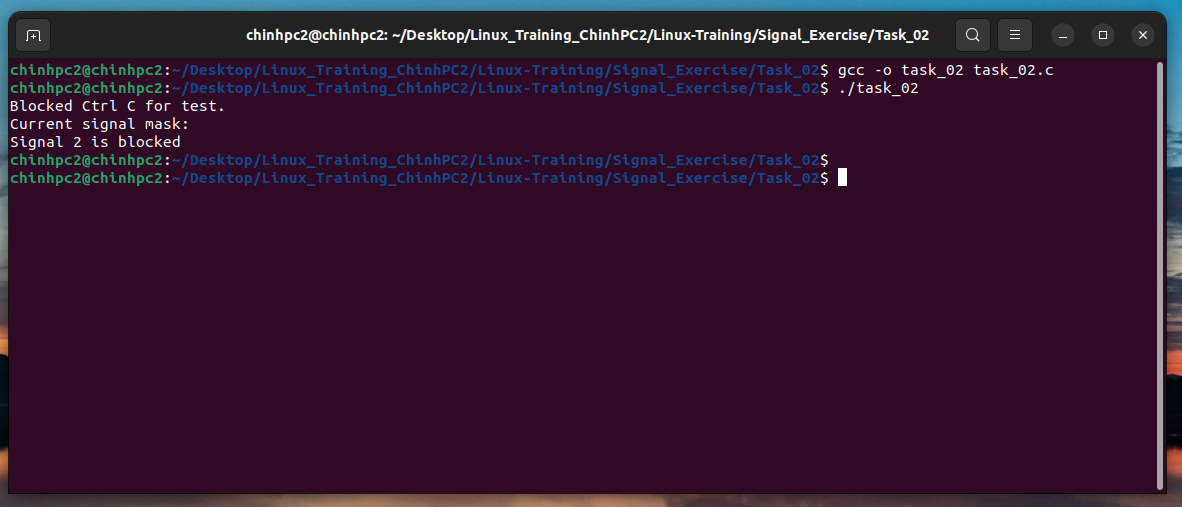 chinhpc2@chinhpc2: ~/Desktop/Linux_Training_ChinhPC2/Linux-Training/Signal_Exercise/Task_02
chinhpc2@chinhpc2:~/Desktop/Linux_Training_ChinhPC2/Linux-Training/Signal_Exercise/Task_02$ gcc -o task_02 task_02.c
chinhpc2@chinhpc2:~/Desktop/Linux_Training_ChinhPC2/Linux-Training/Signal_Exercise/Task_02$ ./task_02
Blocked Ctrl C for test.
Current signal mask:
Signal 2 is blocked
chinhpc2@chinhpc2:~/Desktop/Linux_Training_ChinhPC2/Linux-Training/Signal_Exercise/Task_02$
chinhpc2@chinhpc2:~/Desktop/Linux_Training_ChinhPC2/Linux-Training/Signal_Exercise/Task_02$